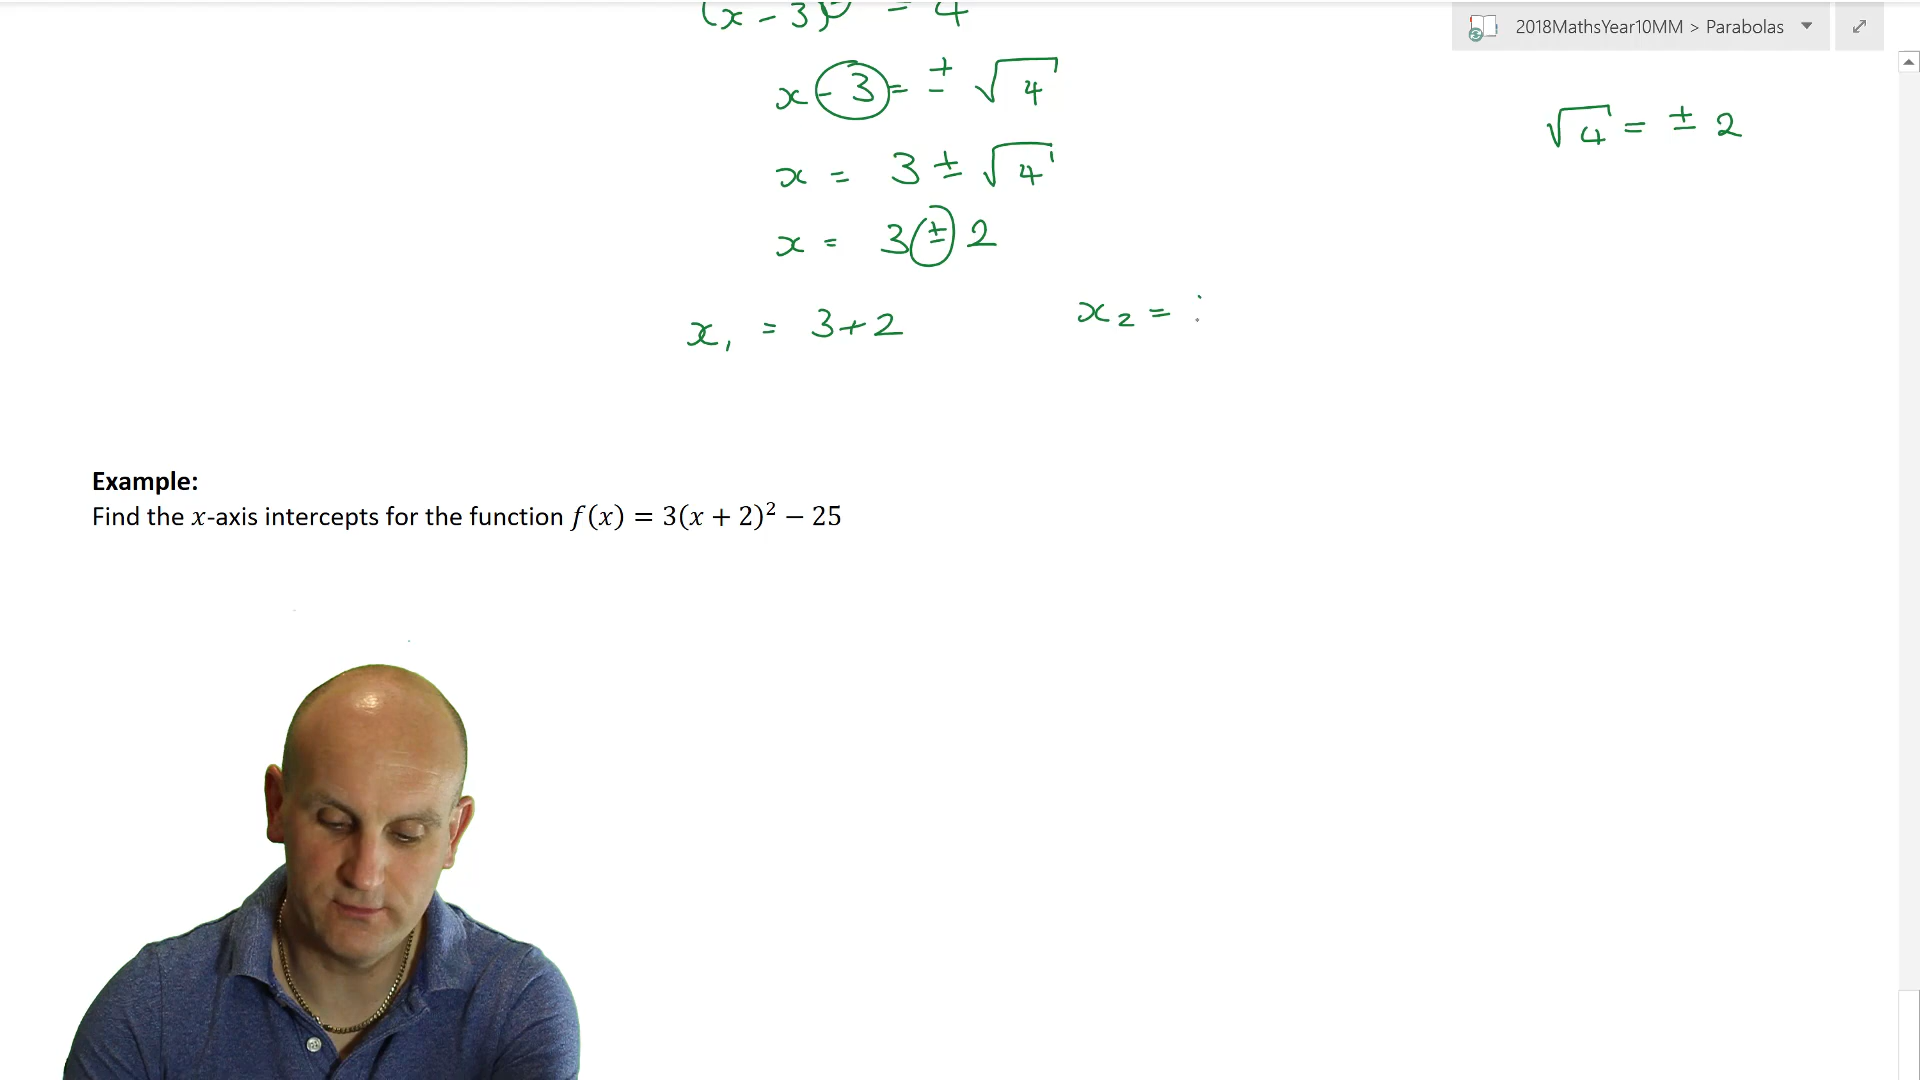 (x - 3)² = 4
2018MathsYear10MM > Parabolas
x - 3 = ± √4
√4 = ± 2
x = 3 ± √4
x = 3 ± 2
x₁ = 3 + 2
x₂ =
Example:
Find the x-axis intercepts for the function f(x) = 3(x + 2)² − 25